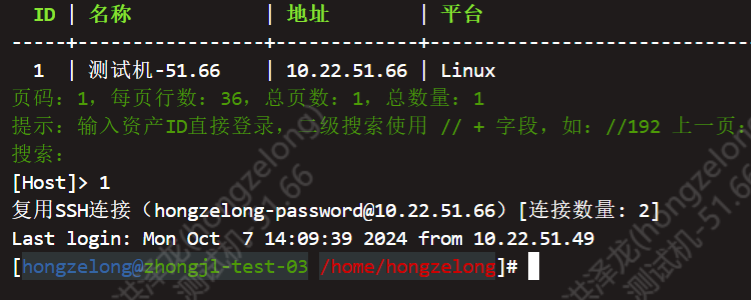 ID | 名称 | 地址 | 平台
-----+-----------------+-------------+------------------------------
1 | 测试机-51.66 | 10.22.51.66 | Linux
页码：1，每页行数：36，总页数：1，总数量：1
提示：输入资产ID直接登录，二级搜索使用 // + 字段，如：//192 上一页：
搜索：
[Host]> 1
复用SSH连接（hongzelong-password@10.22.51.66）[连接数量: 2]
Last login: Mon Oct  7 14:09:39 2024 from 10.22.51.49
[hongzelong@zhongjl-test-03 /home/hongzelong]#
洪泽龙(hongzelong)
测试机-51.66
洪泽龙(hongzelong)
测试机-51.66